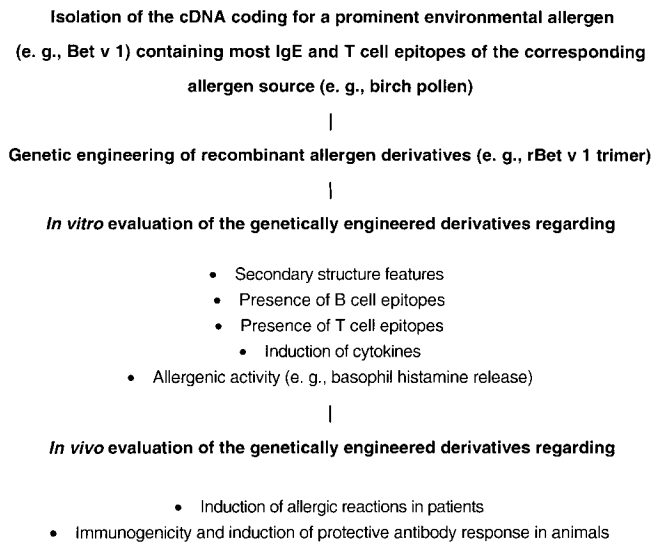 Isolation of the cDNA coding for a prominent environmental allergen
(e. g., Bet v 1) containing most IgE and T cell epitopes of the corresponding
allergen source (e. g., birch pollen)
|
Genetic engineering of recombinant allergen derivatives (e. g., rBet v 1 trimer)
|
In vitro evaluation of the genetically engineered derivatives regarding
• Secondary structure features
• Presence of B cell epitopes
• Presence of T cell epitopes
• Induction of cytokines
• Allergenic activity (e. g., basophil histamine release)
|
In vivo evaluation of the genetically engineered derivatives regarding
• Induction of allergic reactions in patients
• Immunogenicity and induction of protective antibody response in animals